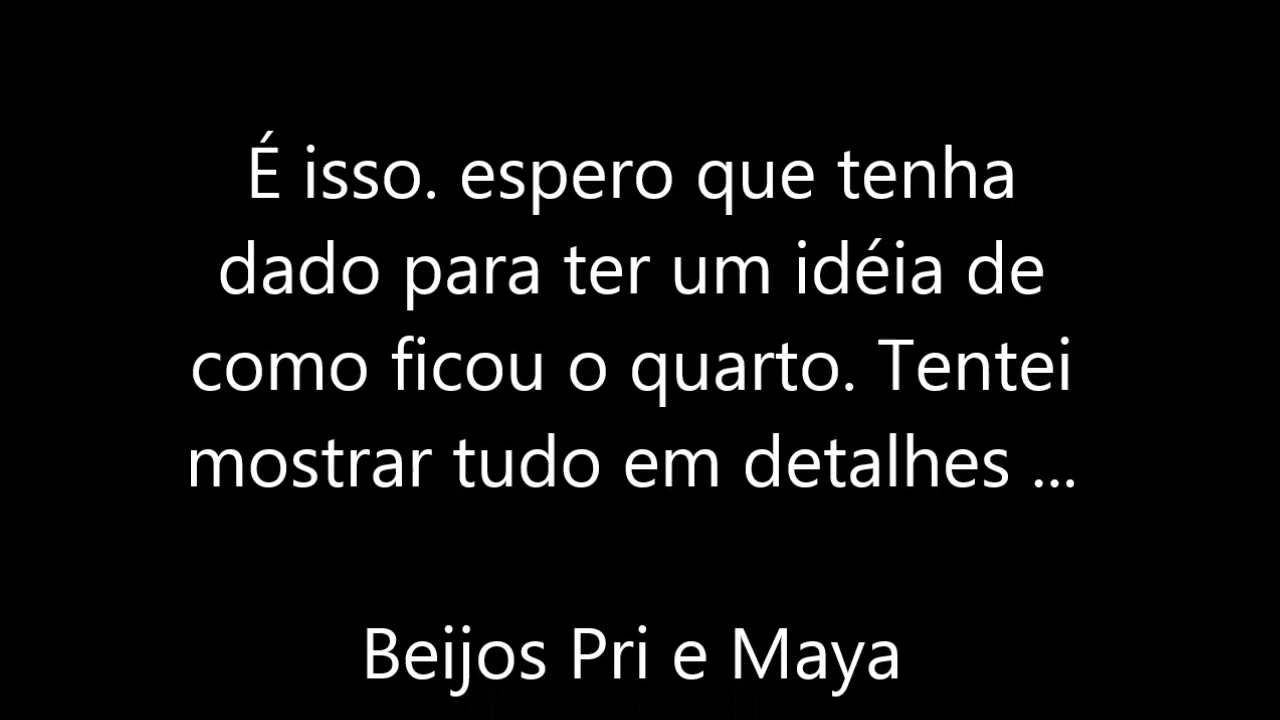 É isso. espero que tenha
dado para ter um idéia de
como ficou o quarto. Tentei
mostrar tudo em detalhes ...
Beijos Pri e Maya